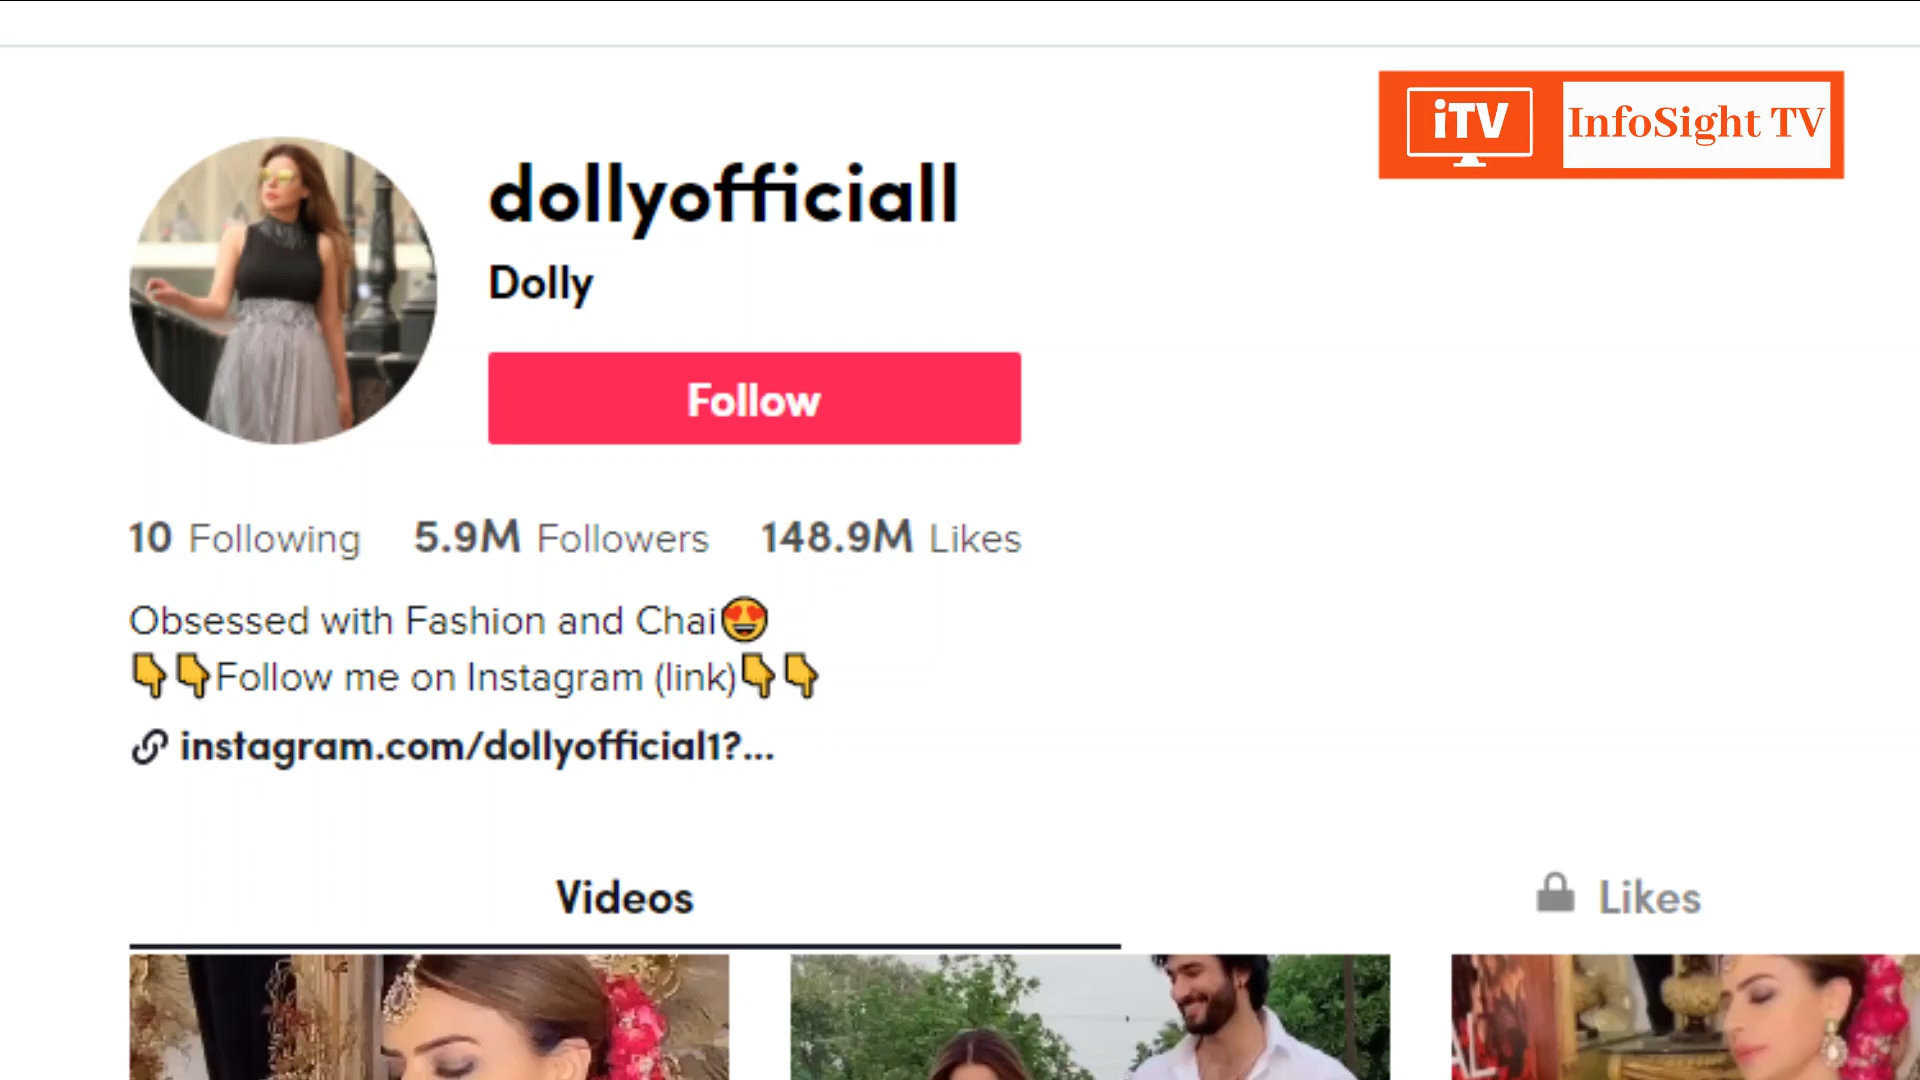 iTV
InfoSight TV
dollyofficiall
Dolly
Follow
10 Following 5.9M Followers 148.9M Likes
Obsessed with Fashion and Chai😍
👇👇Follow me on Instagram (link)👇👇
instagram.com/dollyofficial1?...
Videos
Likes